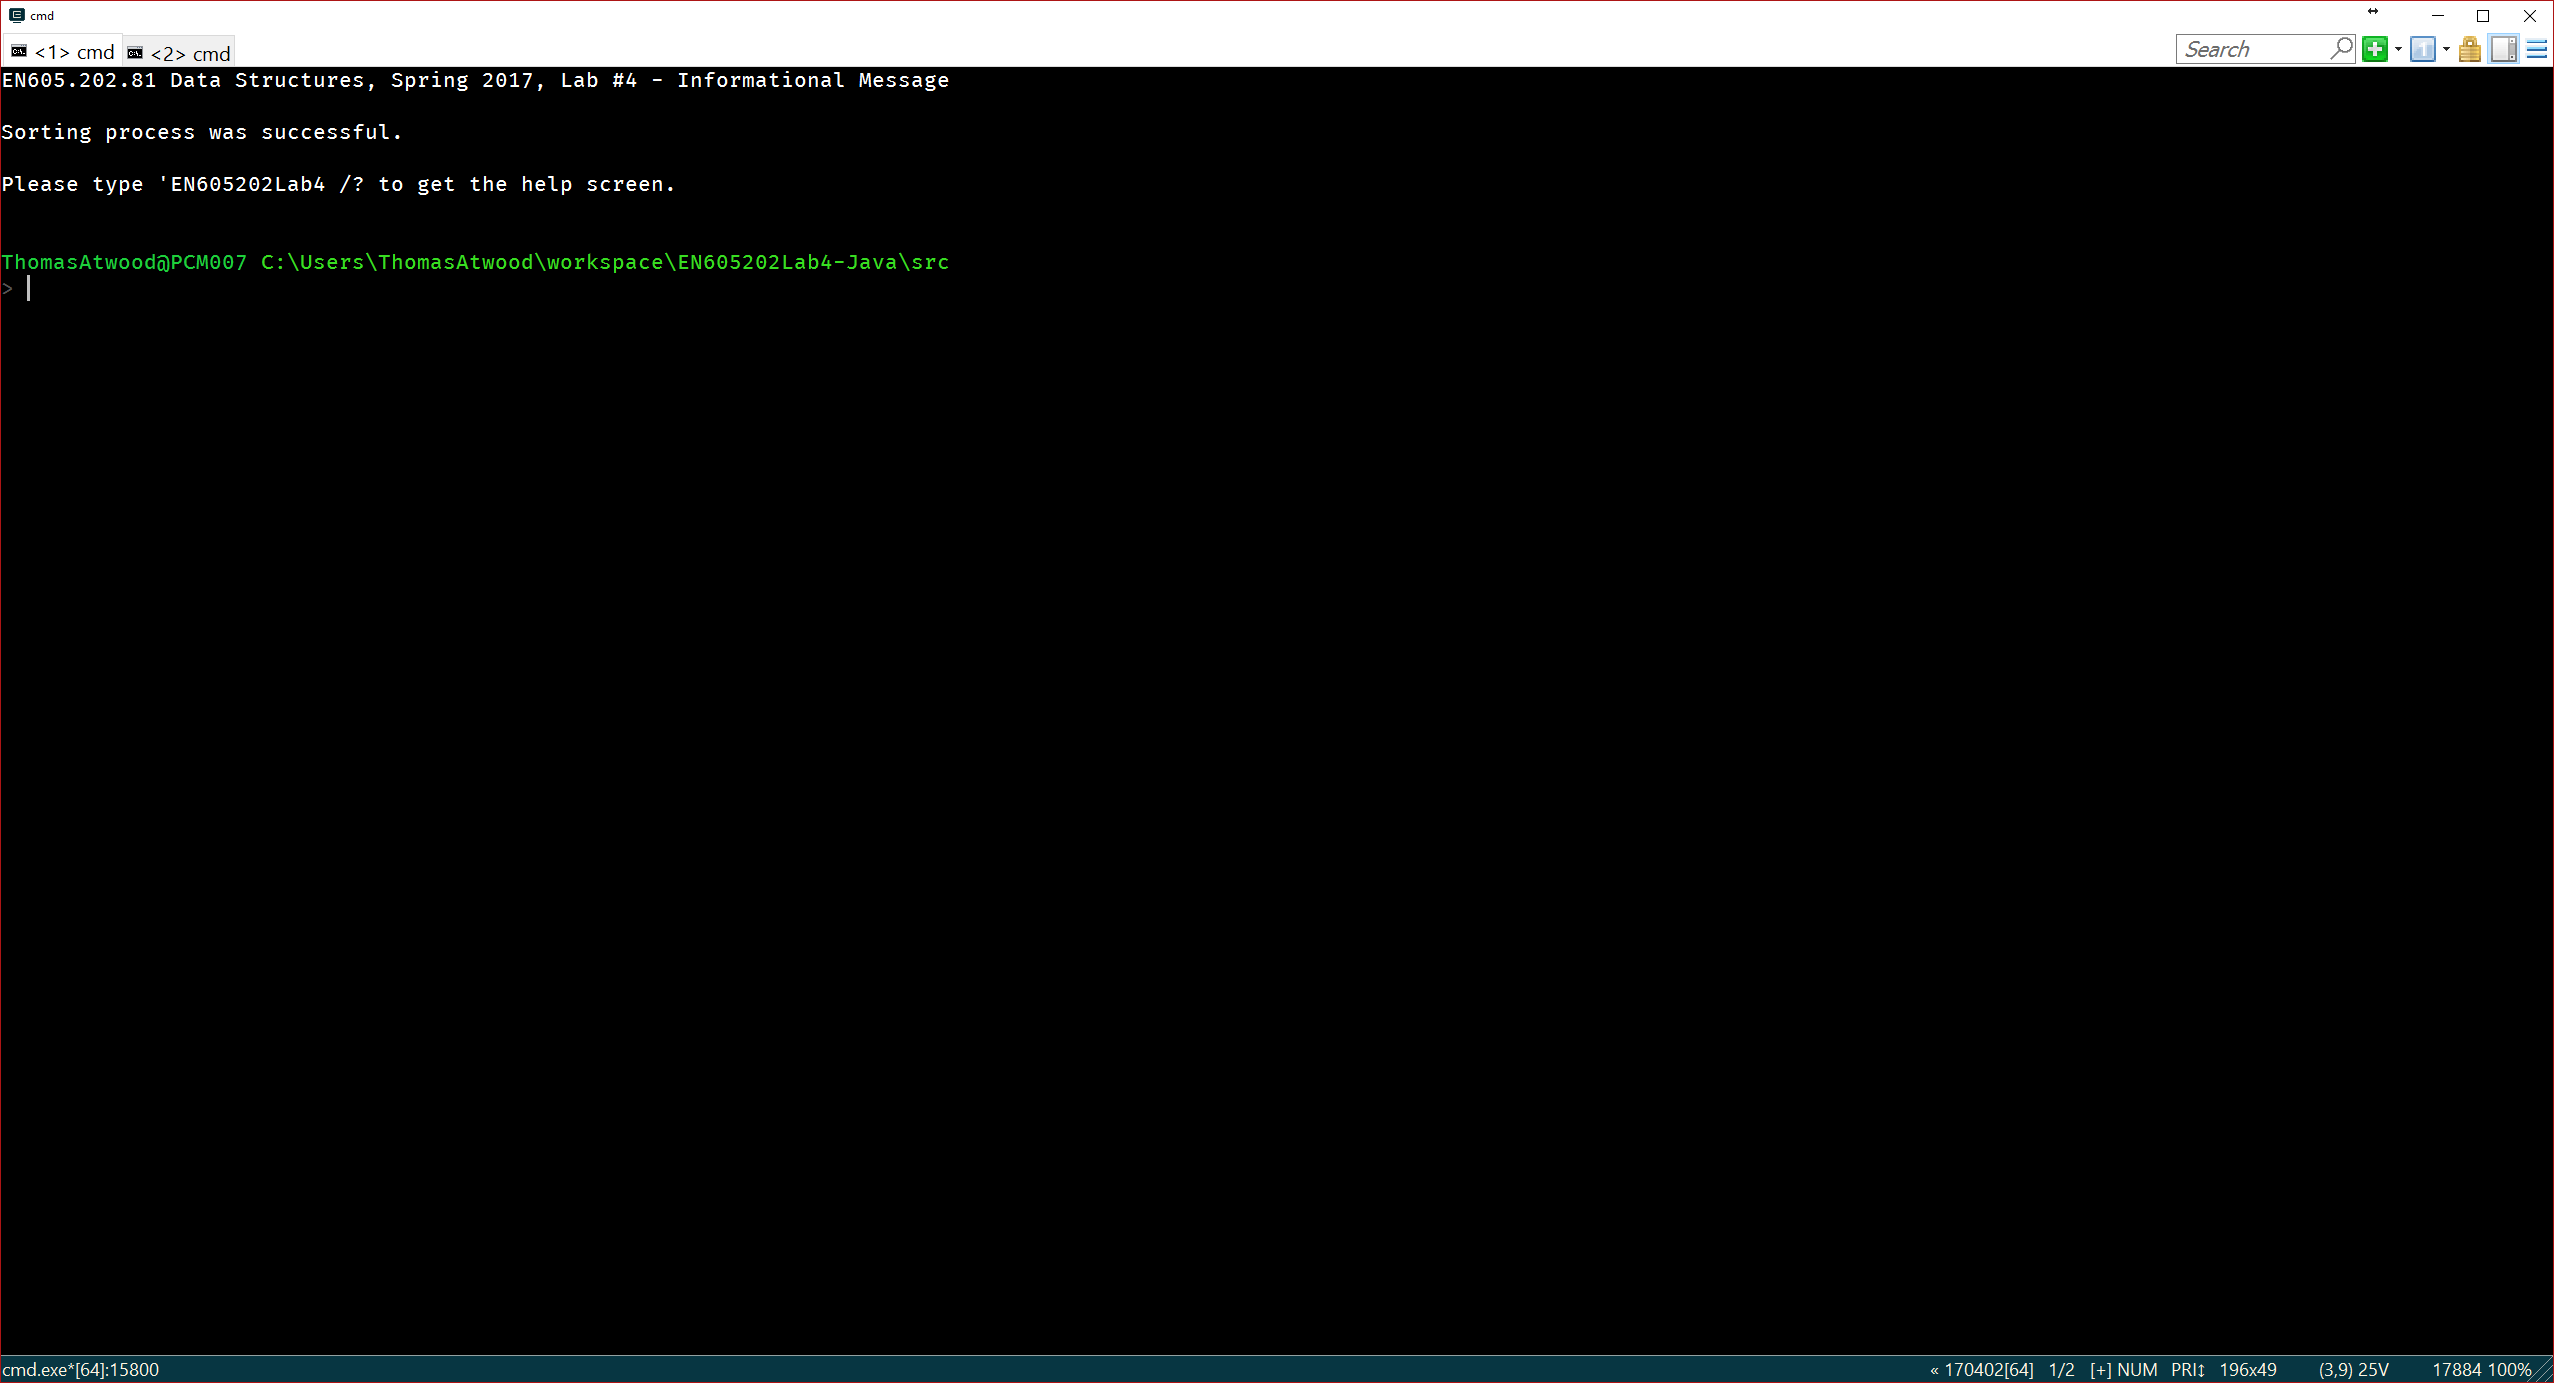 cmd
<1> cmd <2> cmd Search
EN605.202.81 Data Structures, Spring 2017, Lab #4 - Informational Message
Sorting process was successful.
Please type 'EN605202Lab4 /? to get the help screen.
ThomasAtwood@PCM007 C:\Users\ThomasAtwood\workspace\EN605202Lab4-Java\src
>
cmd.exe*[64]:15800 « 170402[64] 1/2 [+] NUM PRI↕ 196x49 (3,9) 25V 17884 100%